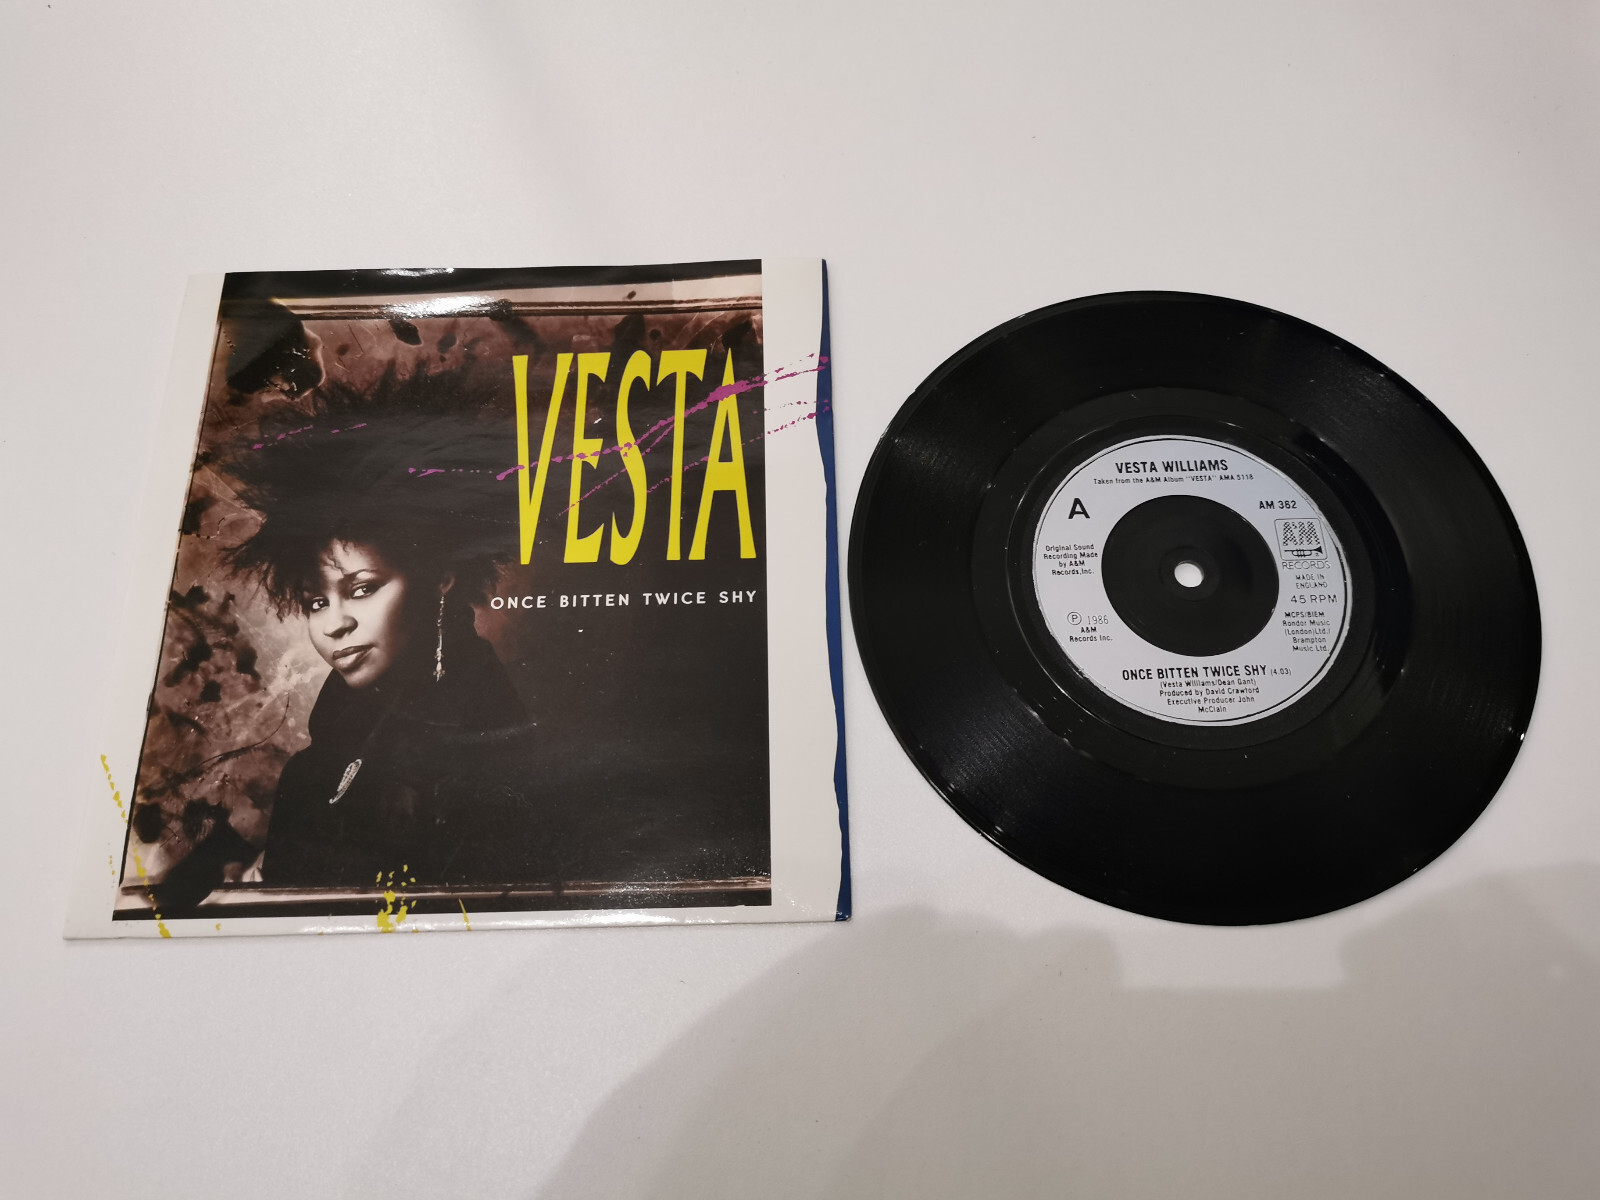 VESTA
ONCE BITTEN TWICE SHY
VESTA WILLIAMS
Taken from the A&M Album "VESTA" AMA 5118
A
AM 362
Original Sound
Recording Made
by A&M
Records,Inc.
Ⓟ 1986
A&M
Records Inc.
A&M
RECORDS
MADE IN
ENGLAND
45 RPM
MCPS/BIEM
Rondor Music
(London)Ltd./
Brampton
Music Ltd.
ONCE BITTEN TWICE SHY (4.03)
(Vesta Williams/Dean Gant)
Produced by David Crawford
Executive Producer John
McClain